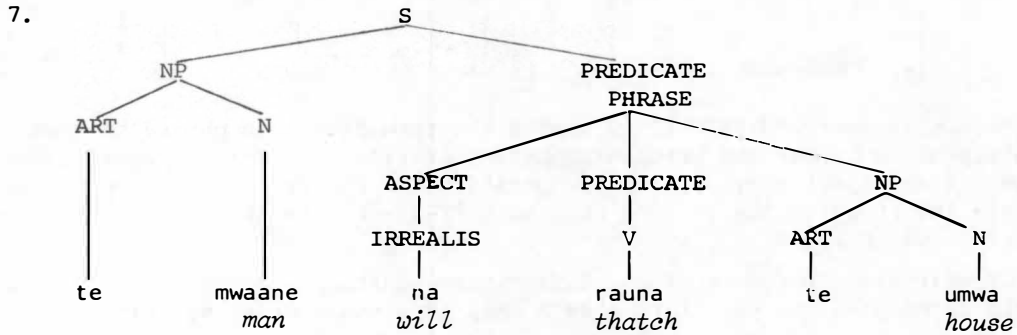 7.
S
NP PREDICATE
PHRASE
ART N
ASPECT PREDICATE NP
IRREALIS V ART N
te mwaane na rauna te umwa
man will thatch house